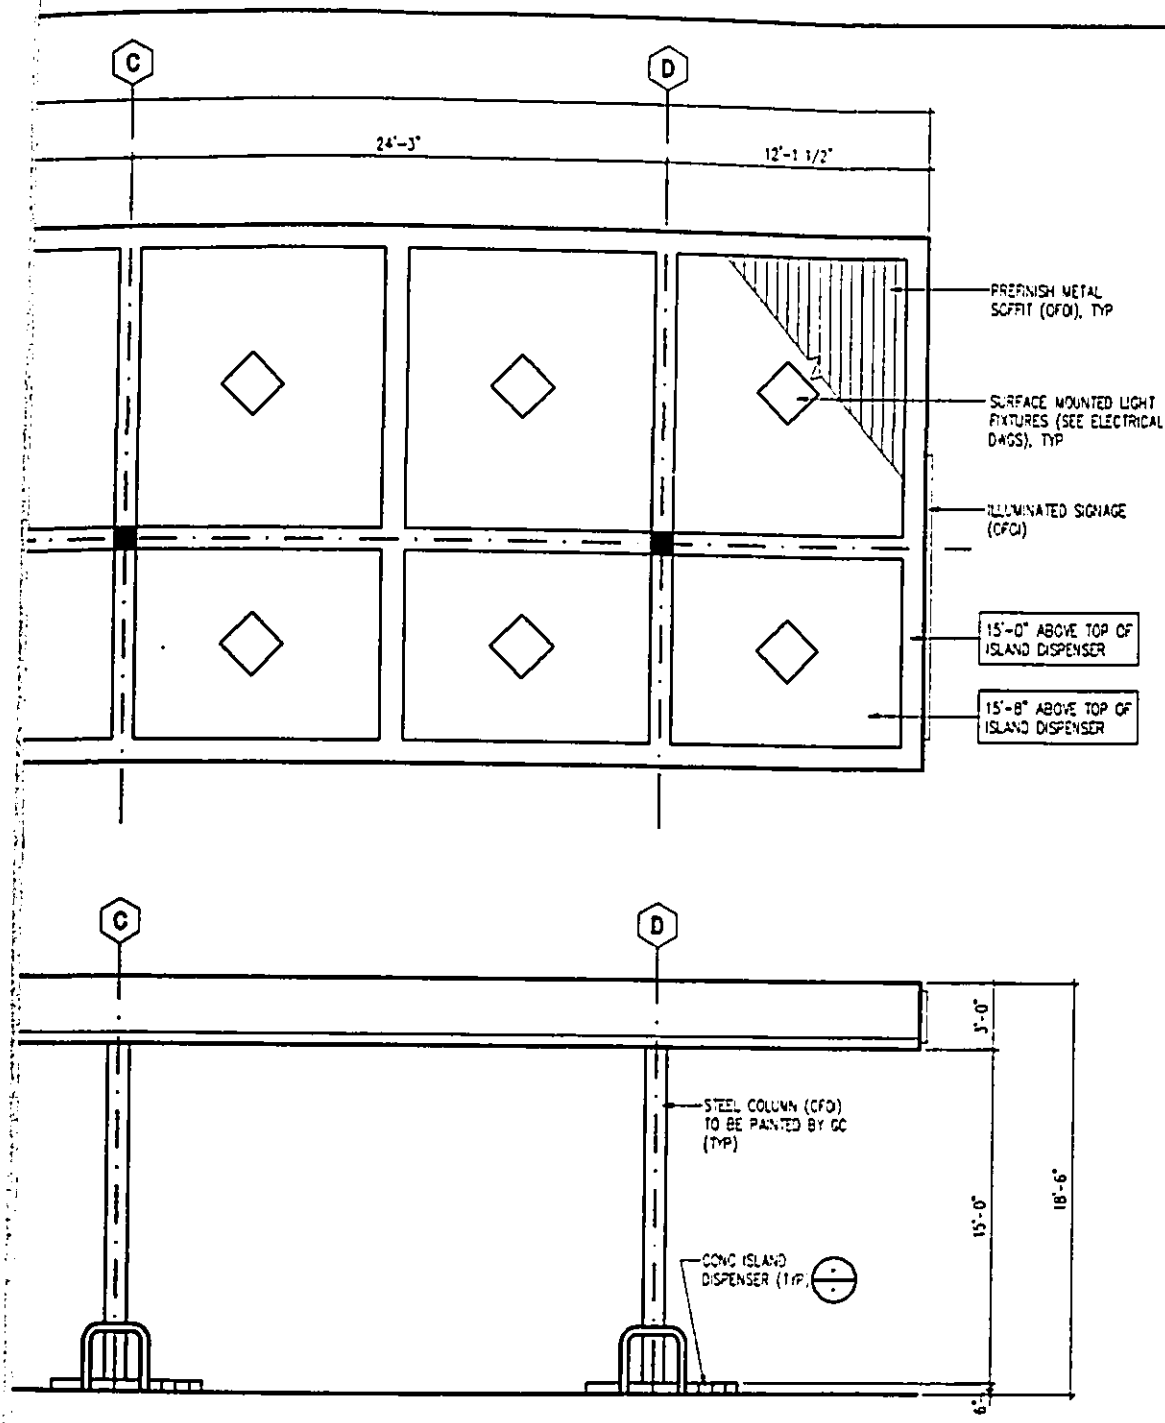 C
D
24'-3"
12'-1 1/2"
PREFINISH METAL
SOFFIT (OFOI), TYP
SURFACE MOUNTED LIGHT
FIXTURES (SEE ELECTRICAL
DWGS), TYP
ILLUMINATED SIGNAGE
(OFCI)
15'-0" ABOVE TOP OF
ISLAND DISPENSER
15'-8" ABOVE TOP OF
ISLAND DISPENSER
C
D
3'-0"
STEEL COLUMN (OFOI)
TO BE PAINTED BY GC
(TYP)
15'-0"
18'-6"
CONC ISLAND
DISPENSER (TYP)
6"